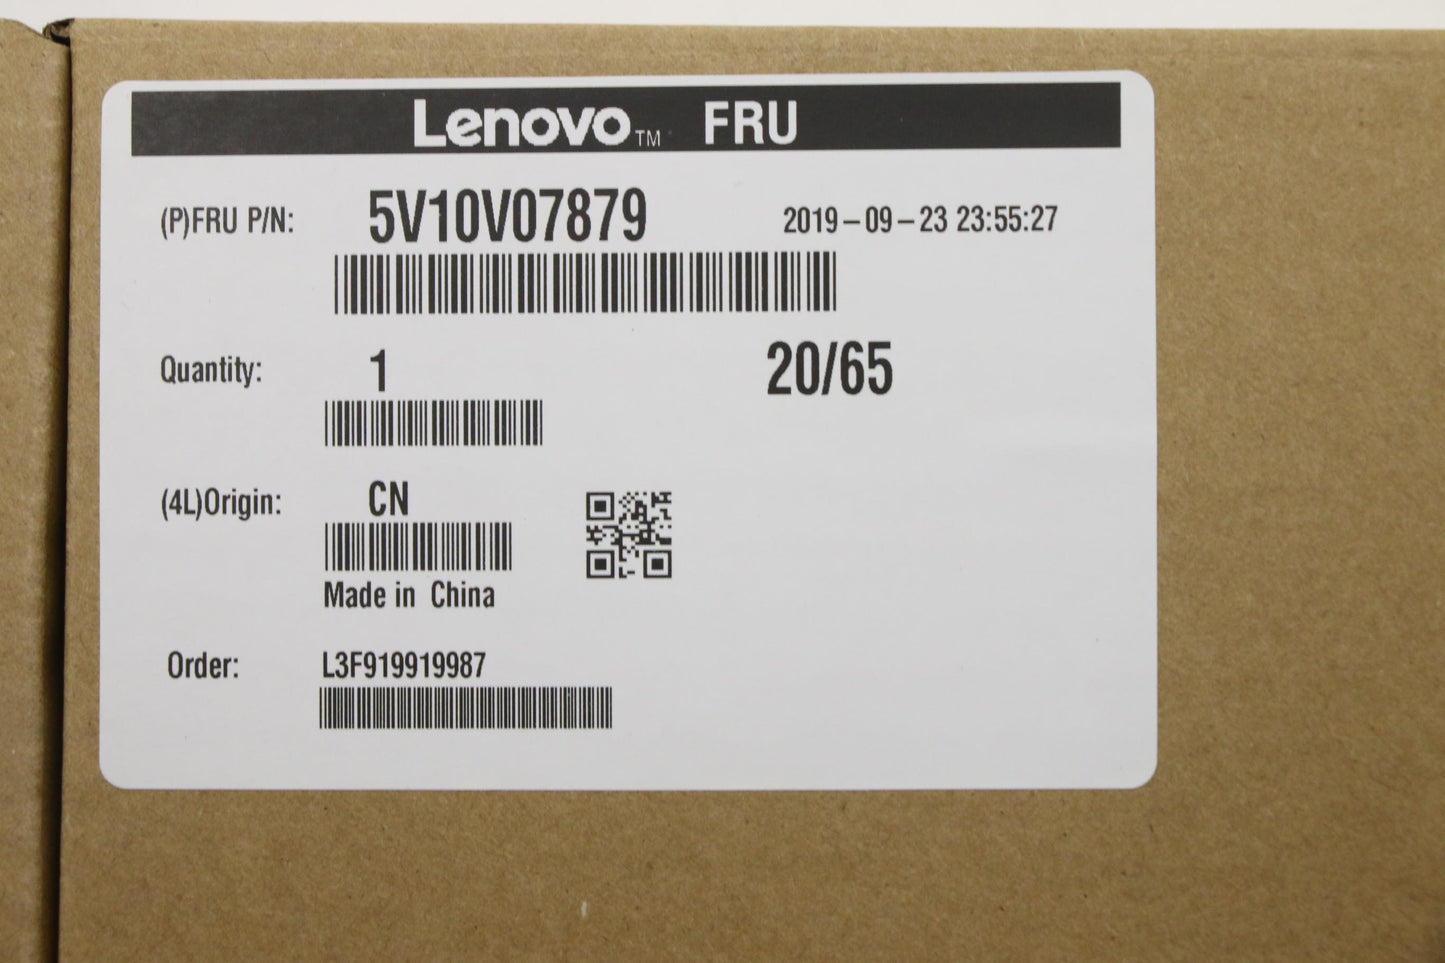 Lenovo™ FRU
(P)FRU P/N: 5V10V07879 2019-09-23 23:55:27
Quantity: 1 20/65
(4L)Origin: CN
Made in China
Order: L3F919919987